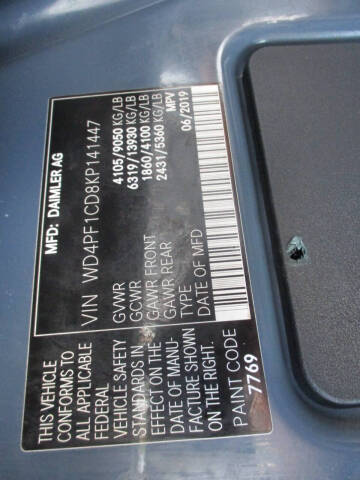 MFD: DAIMLER AG
VIN WD4PF1CD8KP141447
GVWR 4105/9050 KG/LB
GCWR 6319/13930 KG/LB
GAWR FRONT 1860/4100 KG/LB
GAWR REAR 2431/5360 KG/LB
TYPE MPV
DATE OF MFD 06/2019
THIS VEHICLE
CONFORMS TO
ALL APPLICABLE
FEDERAL
VEHICLE SAFETY
STANDARDS IN
EFFECT ON THE
DATE OF MANU-
FACTURE SHOWN
ON THE RIGHT.
PAINT CODE
7769